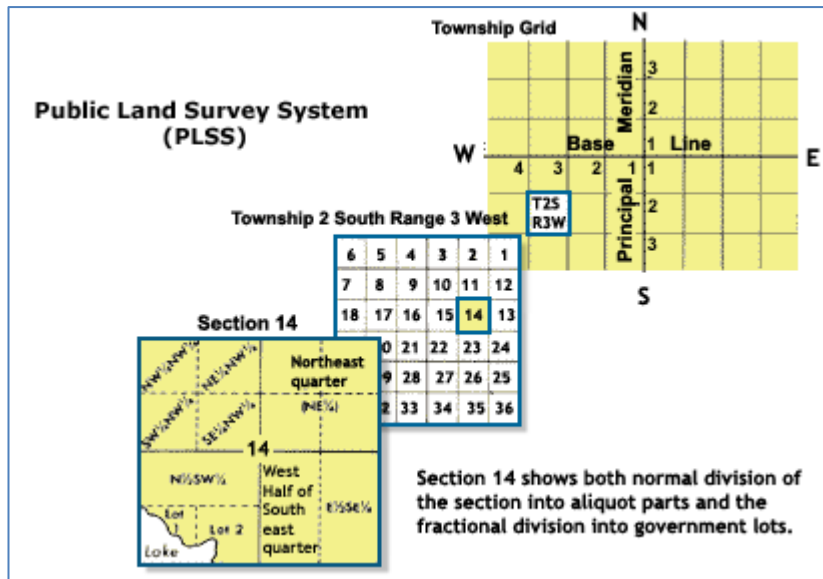 Township Grid
N
Public Land Survey System
(PLSS)
Meridian
3
2
1
W
Base
Line
E
4 3 2 1 1
T2S
R3W
Principal
2
3
S
Township 2 South Range 3 West
6 5 4 3 2 1
7 8 9 10 11 12
18 17 16 15 14 13
21 22 23 24
28 27 26 25
33 34 35 36
Section 14
NW¼NW¼
NE¼NW¼
SW¼NW¼
SE¼NW¼
Northeast
quarter
(NE¼)
14
N½SW¼
West
Half of
South
east
quarter
E½SE¼
Lot
1
Lot 2
Lake
Section 14 shows both normal division of
the section into aliquot parts and the
fractional division into government lots.